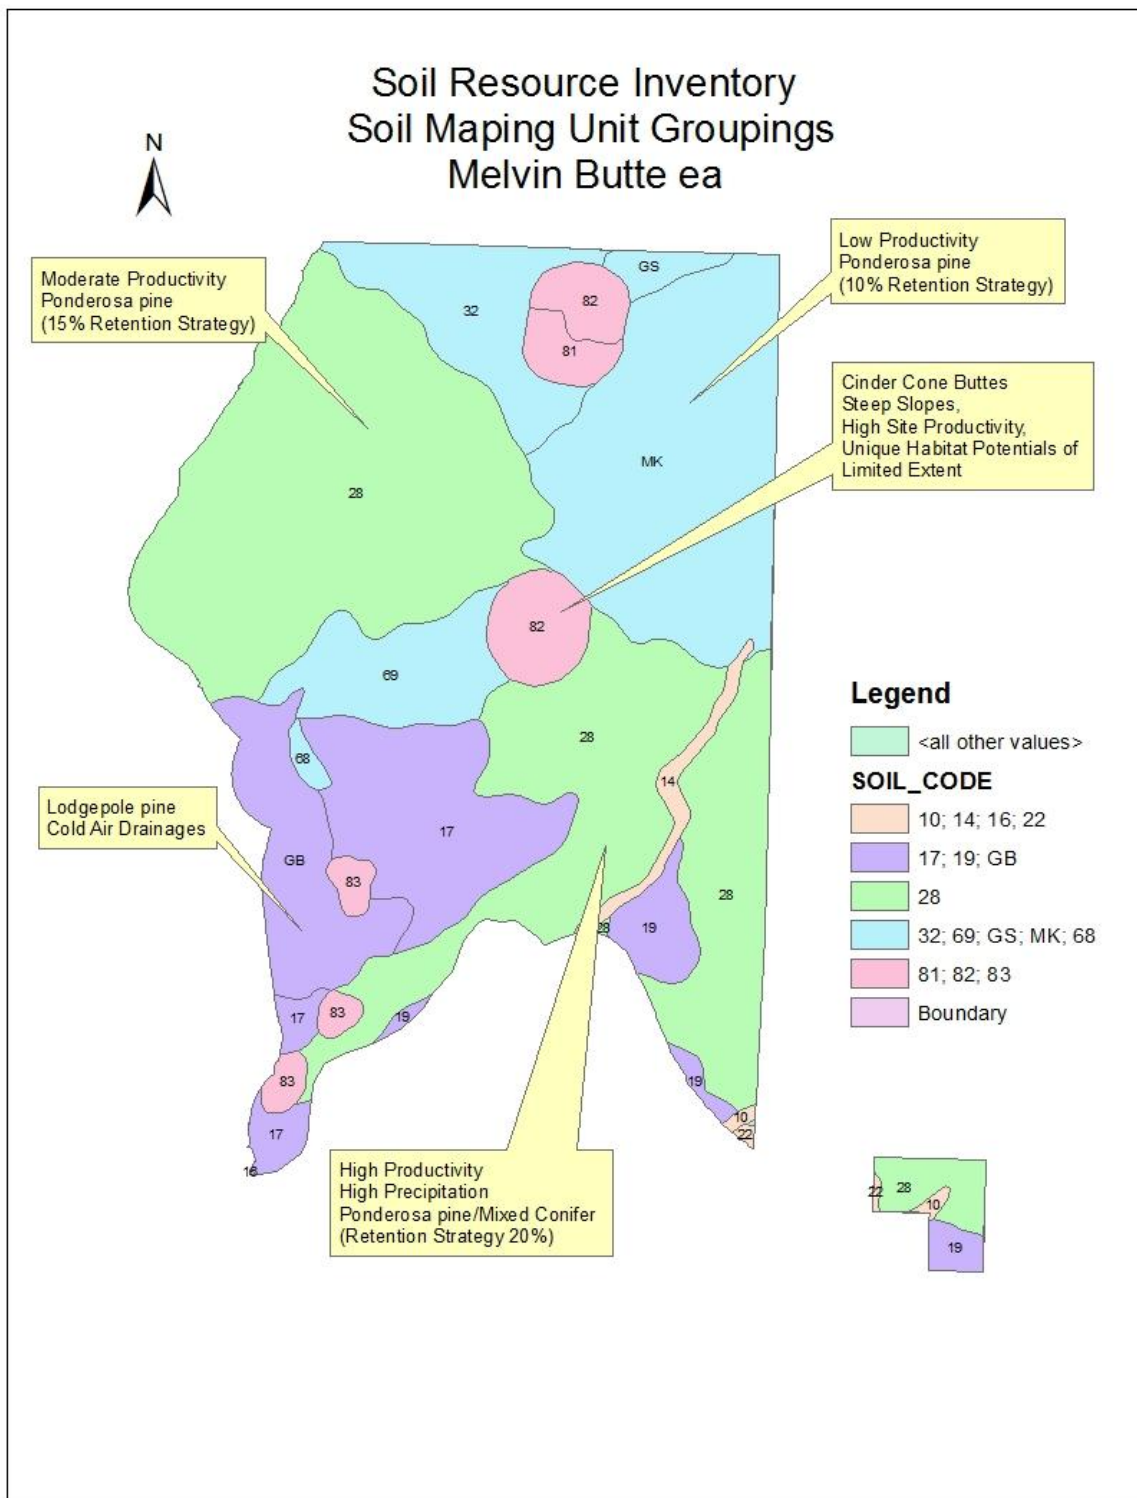 Soil Resource Inventory
Soil Maping Unit Groupings
Melvin Butte ea
N
Low Productivity
Ponderosa pine
(10% Retention Strategy)
Moderate Productivity
Ponderosa pine
(15% Retention Strategy)
GS
82
32
81
Cinder Cone Buttes
Steep Slopes,
High Site Productivity,
Unique Habitat Potentials of
Limited Extent
MK
28
82
69
28
68
14
Lodgepole pine
Cold Air Drainages
17
GB
83
28
28
19
17
83
19
83
19
17
10
22
16
Legend
<all other values>
SOIL_CODE
10; 14; 16; 22
17; 19; GB
28
32; 69; GS; MK; 68
81; 82; 83
Boundary
High Productivity
High Precipitation
Ponderosa pine/Mixed Conifer
(Retention Strategy 20%)
22
28
10
19